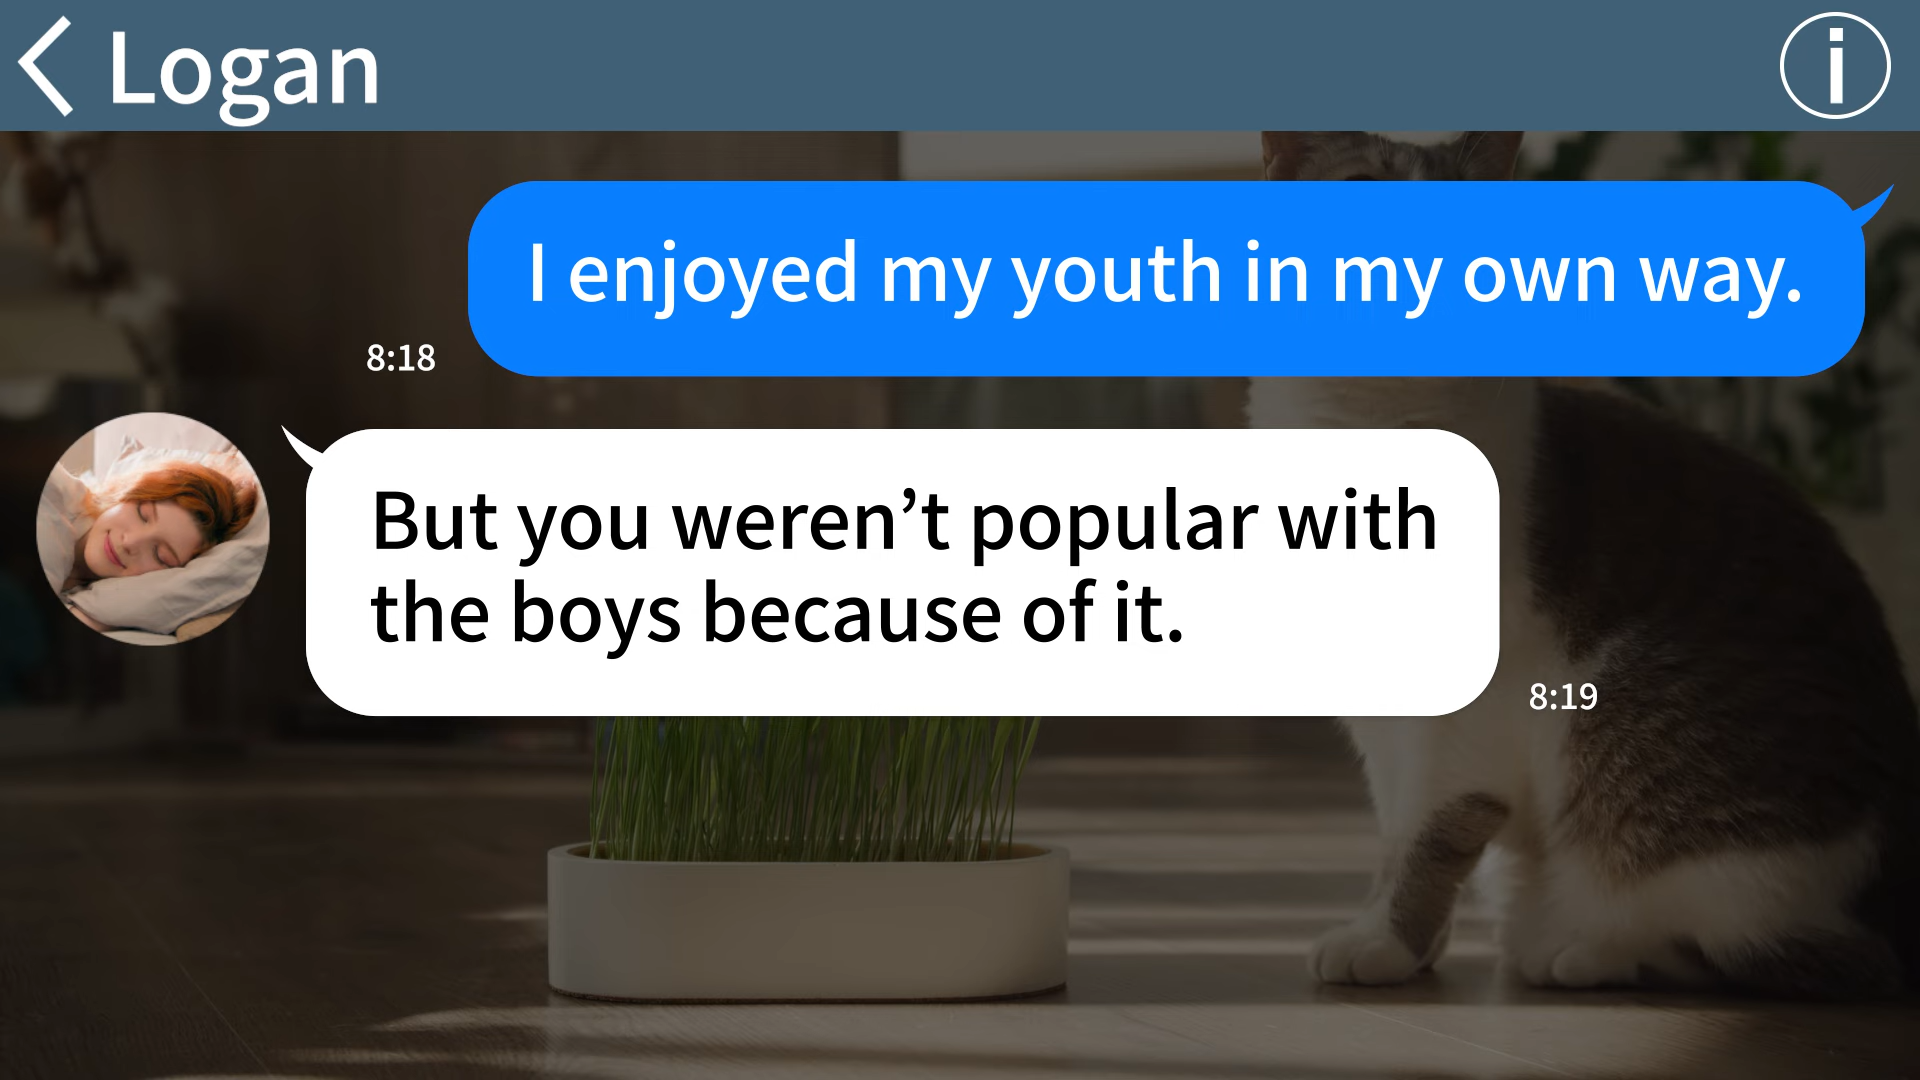 Logan
I enjoyed my youth in my own way.
8:18
But you weren’t popular with
the boys because of it.
8:19